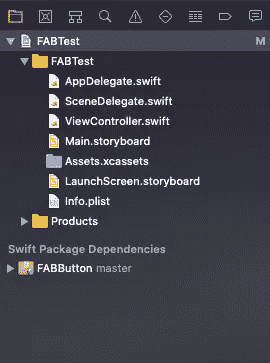 FABTest M
FABTest
AppDelegate.swift
SceneDelegate.swift
ViewController.swift
Main.storyboard
Assets.xcassets
LaunchScreen.storyboard
Info.plist
Products
Swift Package Dependencies
FABButton master